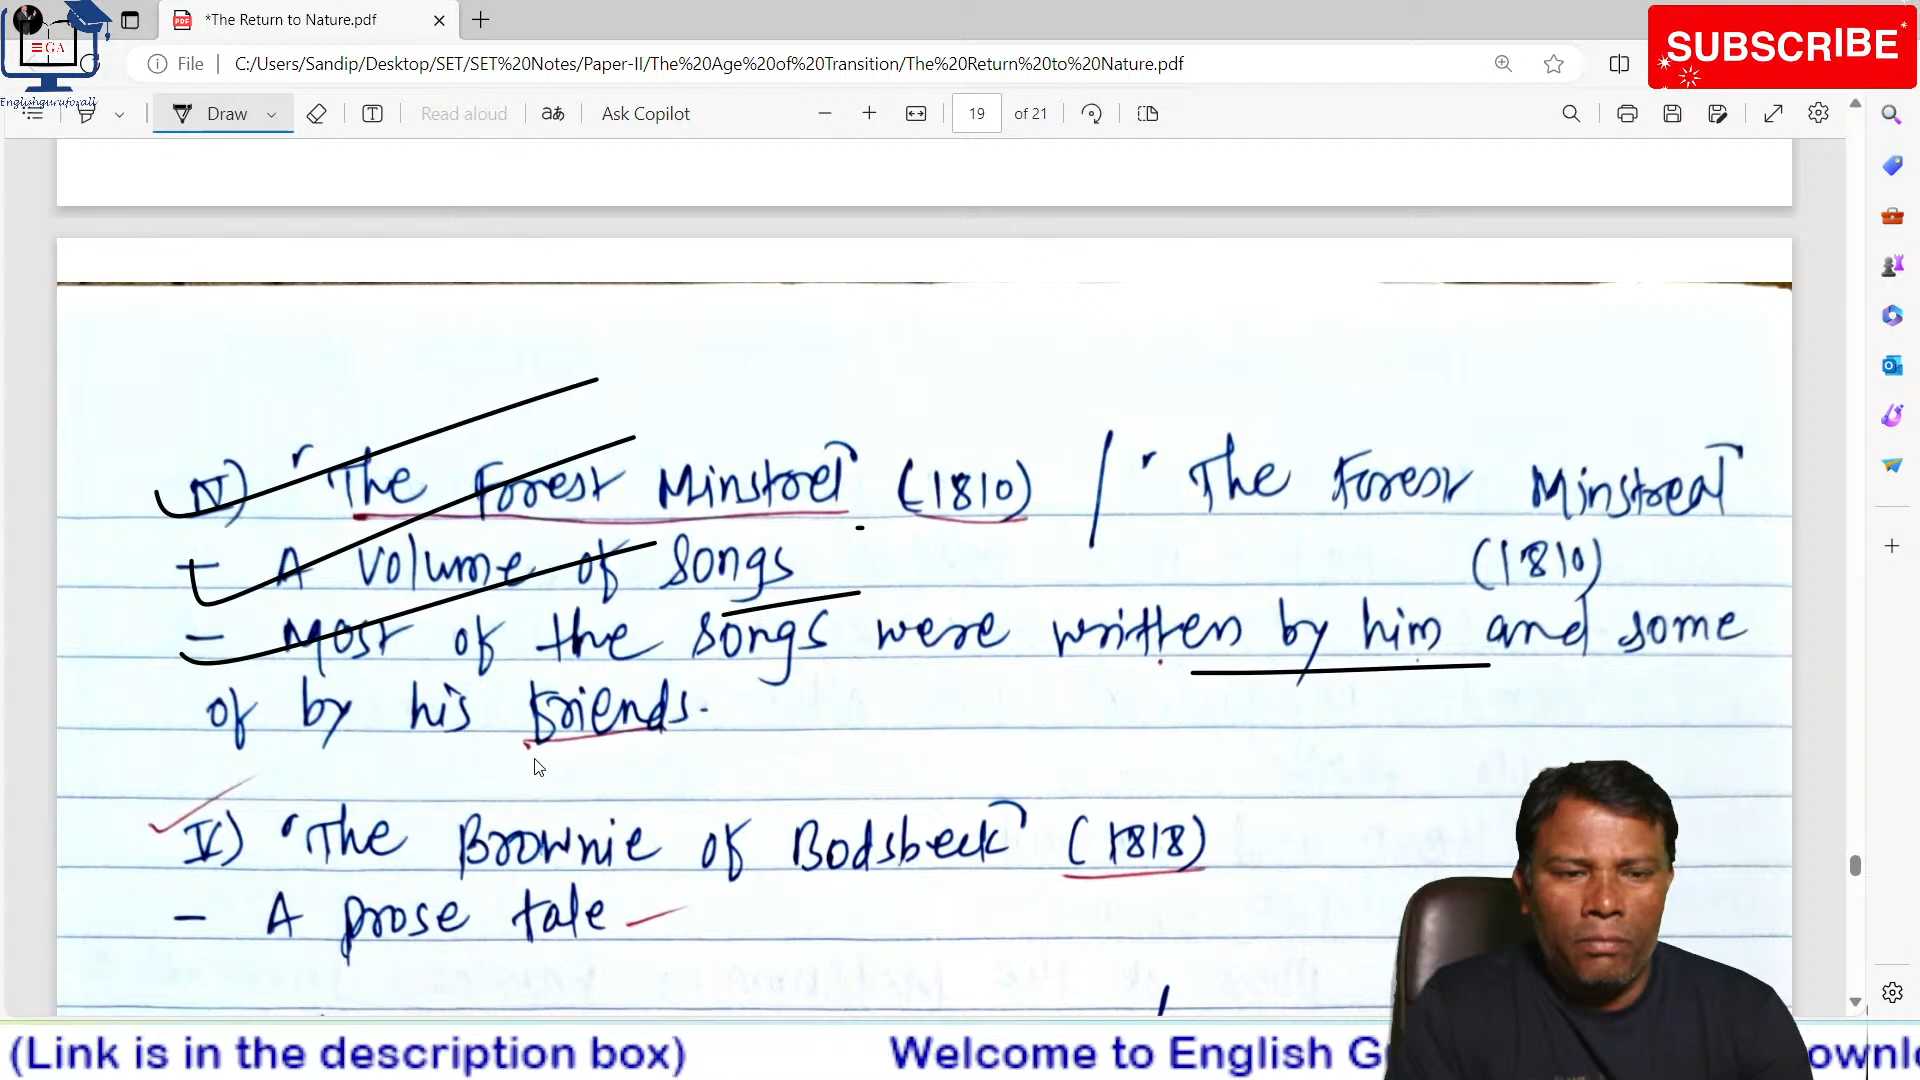 *The Return to Nature.pdf
SUBSCRIBE
GA
Englishguruforall
File
C:/Users/Sandip/Desktop/SET/SET%20Notes/Paper-II/The%20Age%20of%20Transition/The%20Return%20to%20Nature.pdf
Draw
Read aloud
Ask Copilot
19 of 21
IV) "The Forest Minstrel" (1810) / "The Forest Minstreal"
(1810)
- A volume of songs
- Most of the songs were written by him and some
of by his friends.
V) "The Brownie of Bodsbeck" (1818)
- A prose tale
(Link is in the description box) Welcome to English G